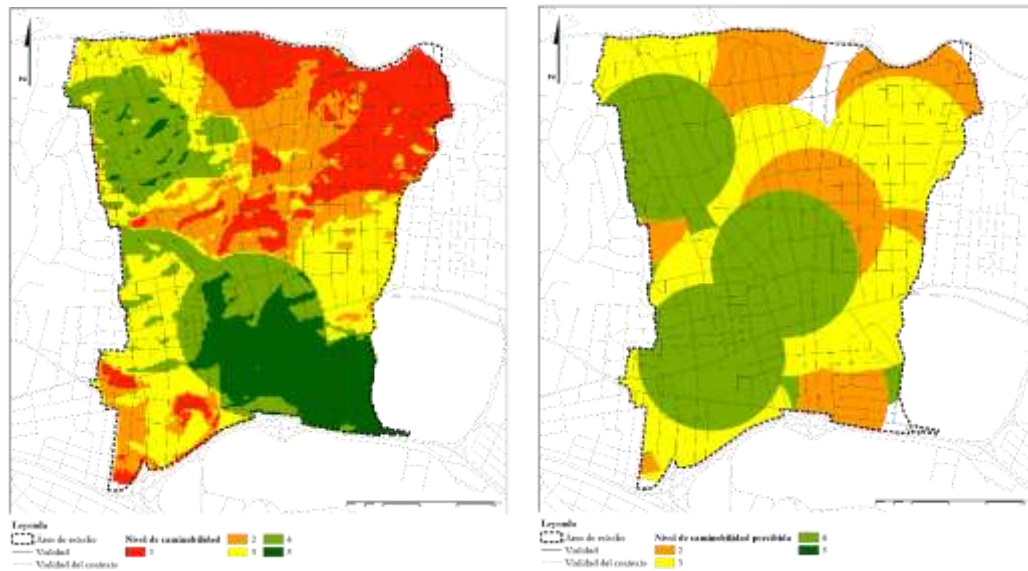 N
Leyenda
Área de estudio
Vialidad
Vialidad del contexto
Nivel de caminabilidad
1
2
3
4
5
N
Leyenda
Área de estudio
Vialidad
Vialidad del contexto
Nivel de caminabilidad percibida
2
3
4
5